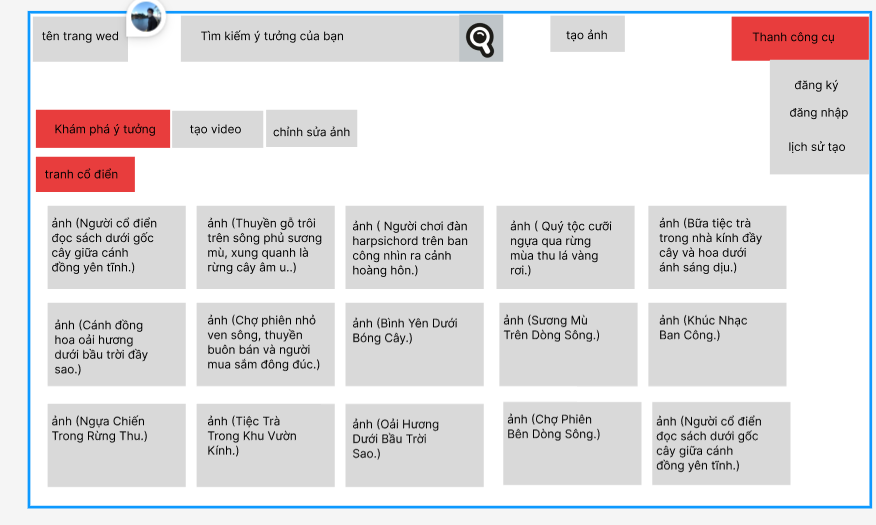 tên trang wed
Tìm kiếm ý tưởng của bạn
tạo ảnh
Thanh công cụ
đăng ký
đăng nhập
lịch sử tạo
Khám phá ý tưởng
tạo video
chỉnh sửa ảnh
tranh cổ điển
ảnh (Người cổ điển
đọc sách dưới gốc
cây giữa cánh
đồng yên tĩnh.)
ảnh (Thuyền gỗ trôi
trên sông phủ sương
mù, xung quanh là
rừng cây âm u..)
ảnh ( Người chơi đàn
harpsichord trên ban
công nhìn ra cảnh
hoàng hôn.)
ảnh ( Quý tộc cưỡi
ngựa qua rừng
mùa thu lá vàng
rơi.)
ảnh (Bữa tiệc trà
trong nhà kính đầy
cây và hoa dưới
ánh sáng dịu.)
ảnh (Cánh đồng
hoa oải hương
dưới bầu trời đầy
sao.)
ảnh (Chợ phiên nhỏ
ven sông, thuyền
buôn bán và người
mua sắm đông đúc.)
ảnh (Bình Yên Dưới
Bóng Cây.)
ảnh (Sương Mù
Trên Dòng Sông.)
ảnh (Khúc Nhạc
Ban Công.)
ảnh (Ngựa Chiến
Trong Rừng Thu.)
ảnh (Tiệc Trà
Trong Khu Vườn
Kính.)
ảnh (Oải Hương
Dưới Bầu Trời
Sao.)
ảnh (Chợ Phiên
Bên Dòng Sông.)
ảnh (Người cổ điển
đọc sách dưới gốc
cây giữa cánh
đồng yên tĩnh.)